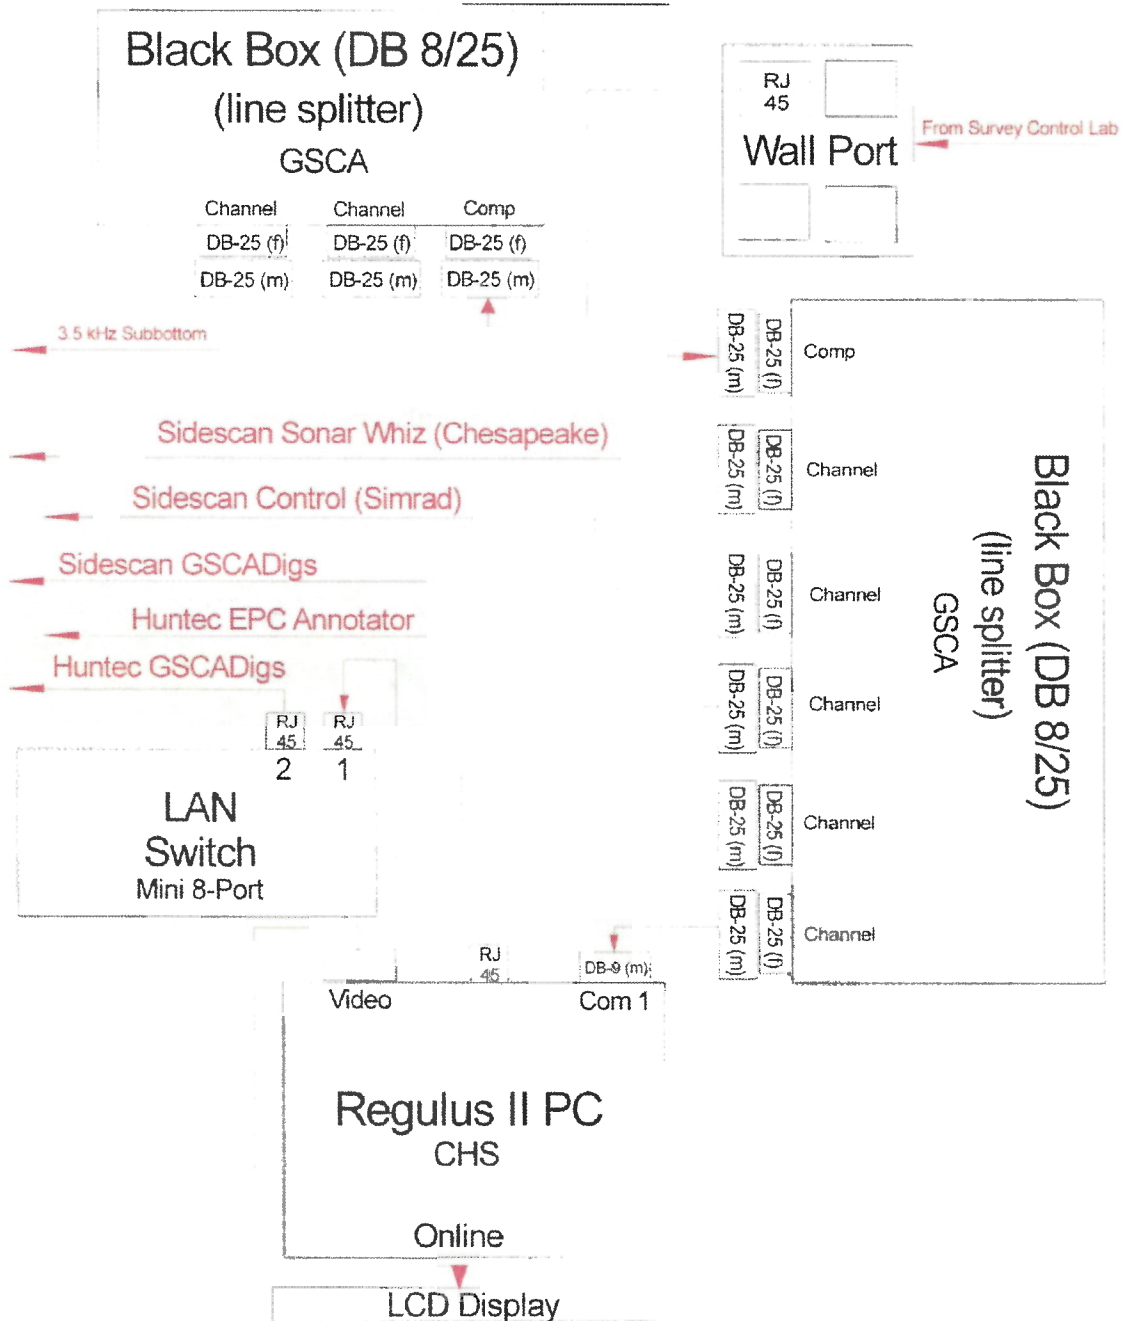 Black Box (DB 8/25)
(line splitter)
GSCA
Channel Channel Comp
DB-25 (f) DB-25 (f) DB-25 (f)
DB-25 (m) DB-25 (m) DB-25 (m)
RJ
45
Wall Port
From Survey Control Lab
3.5 kHz Subbottom
Sidescan Sonar Whiz (Chesapeake)
Sidescan Control (Simrad)
Sidescan GSCADigs
Huntec EPC Annotator
Huntec GSCADigs
RJ
45
2
RJ
45
1
LAN
Switch
Mini 8-Port
DB-25 (m) DB-25 (f) Comp
DB-25 (m) DB-25 (f) Channel
DB-25 (m) DB-25 (f) Channel
DB-25 (m) DB-25 (f) Channel
DB-25 (m) DB-25 (f) Channel
DB-25 (m) DB-25 (f) Channel
Black Box (DB 8/25)
(line splitter)
GSCA
Video
RJ
45
DB-9 (m)
Com 1
Regulus II PC
CHS
Online
LCD Display